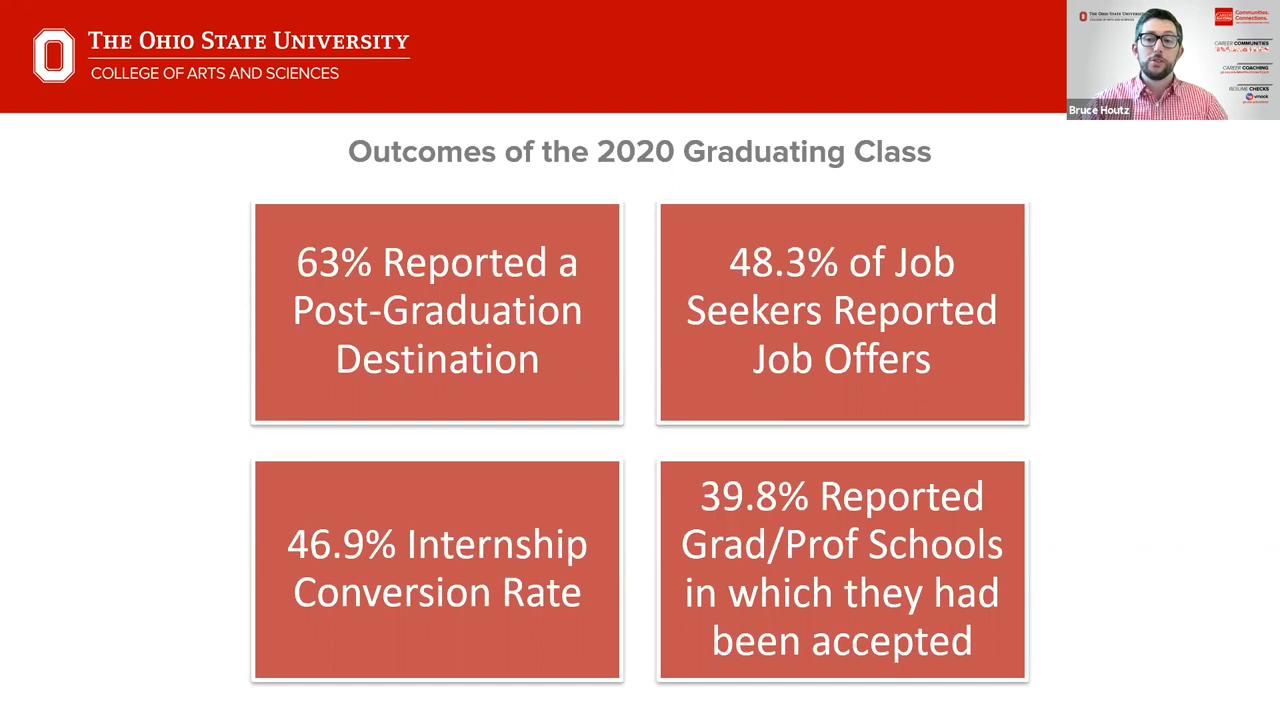 THE OHIO STATE UNIVERSITY
COLLEGE OF ARTS AND SCIENCES
Communities.
Connections.
CAREER COMMUNITIES
CAREER COACHING
RESUME CHECKS
vmock
Bruce Houtz
Outcomes of the 2020 Graduating Class
63% Reported a
Post-Graduation
Destination
48.3% of Job
Seekers Reported
Job Offers
46.9% Internship
Conversion Rate
39.8% Reported
Grad/Prof Schools
in which they had
been accepted